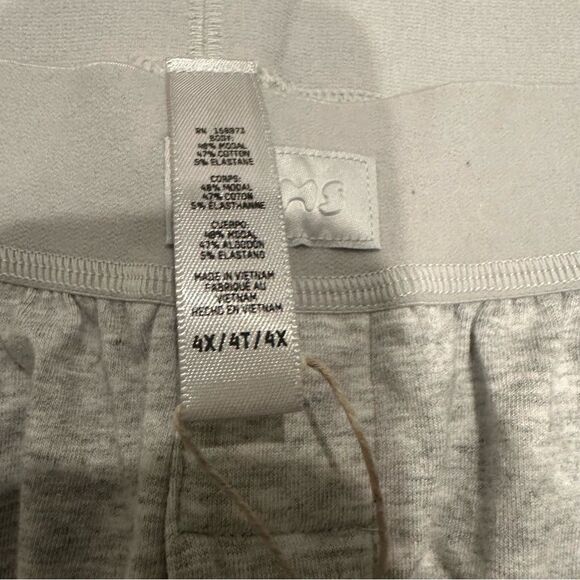 RN 158973
BODY:
48% MODAL
47% COTTON
5% ELASTANE
CORPS:
48% MODAL
47% COTON
5% ÉLASTHANNE
CUERPO:
48% MODAL
47% ALGODÓN
5% ELASTANO
MADE IN VIETNAM
FABRIQUÉ AU
VIETNAM
HECHO EN VIETNAM
4X/4T/4X